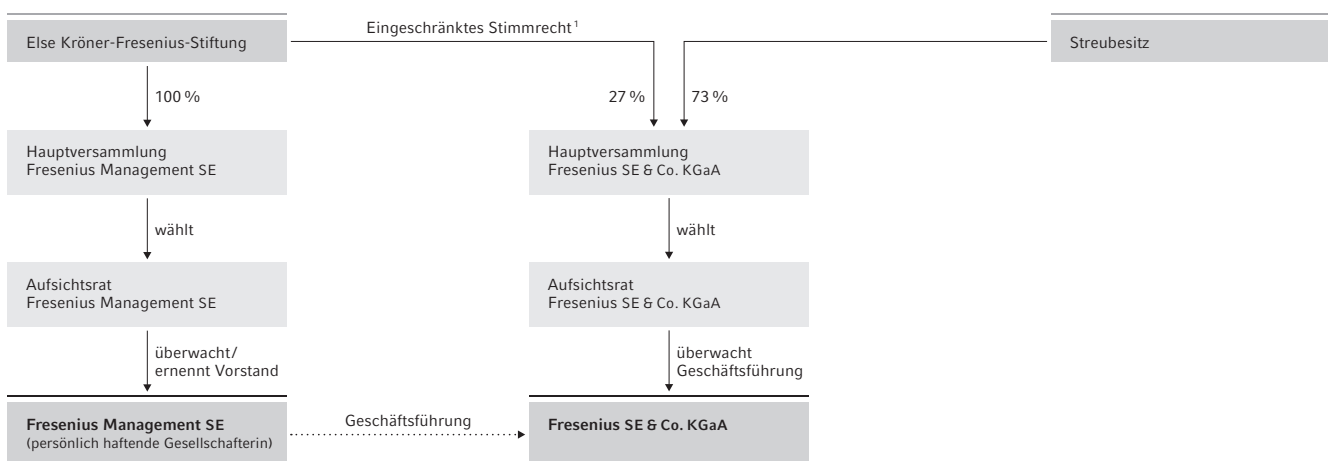 Else Kröner-Fresenius-Stiftung
Eingeschränktes Stimmrecht¹
Streubesitz
100 %
27 %
73 %
Hauptversammlung
Fresenius Management SE
Hauptversammlung
Fresenius SE & Co. KGaA
wählt
wählt
Aufsichtsrat
Fresenius Management SE
Aufsichtsrat
Fresenius SE & Co. KGaA
überwacht/
ernennt Vorstand
überwacht
Geschäftsführung
Fresenius Management SE
(persönlich haftende Gesellschafterin)
Geschäftsführung
Fresenius SE & Co. KGaA